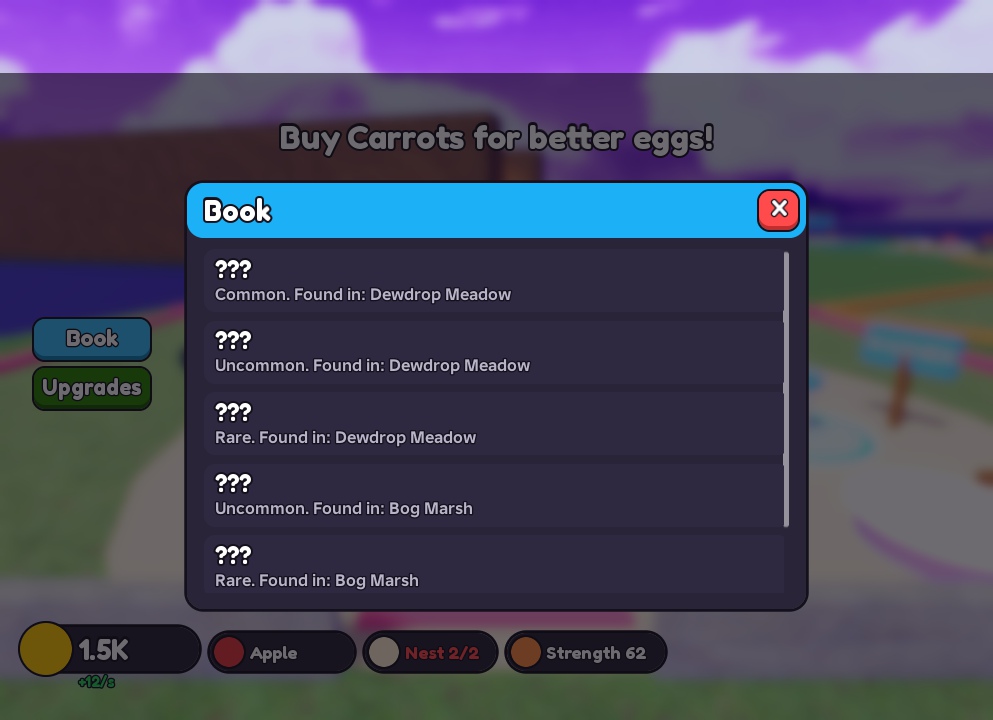 Buy Carrots for better eggs!
Book
X
???
Common. Found in: Dewdrop Meadow
???
Uncommon. Found in: Dewdrop Meadow
???
Rare. Found in: Dewdrop Meadow
???
Uncommon. Found in: Bog Marsh
???
Rare. Found in: Bog Marsh
Book
Upgrades
1.5K
+12/s
Apple
Nest 2/2
Strength 62